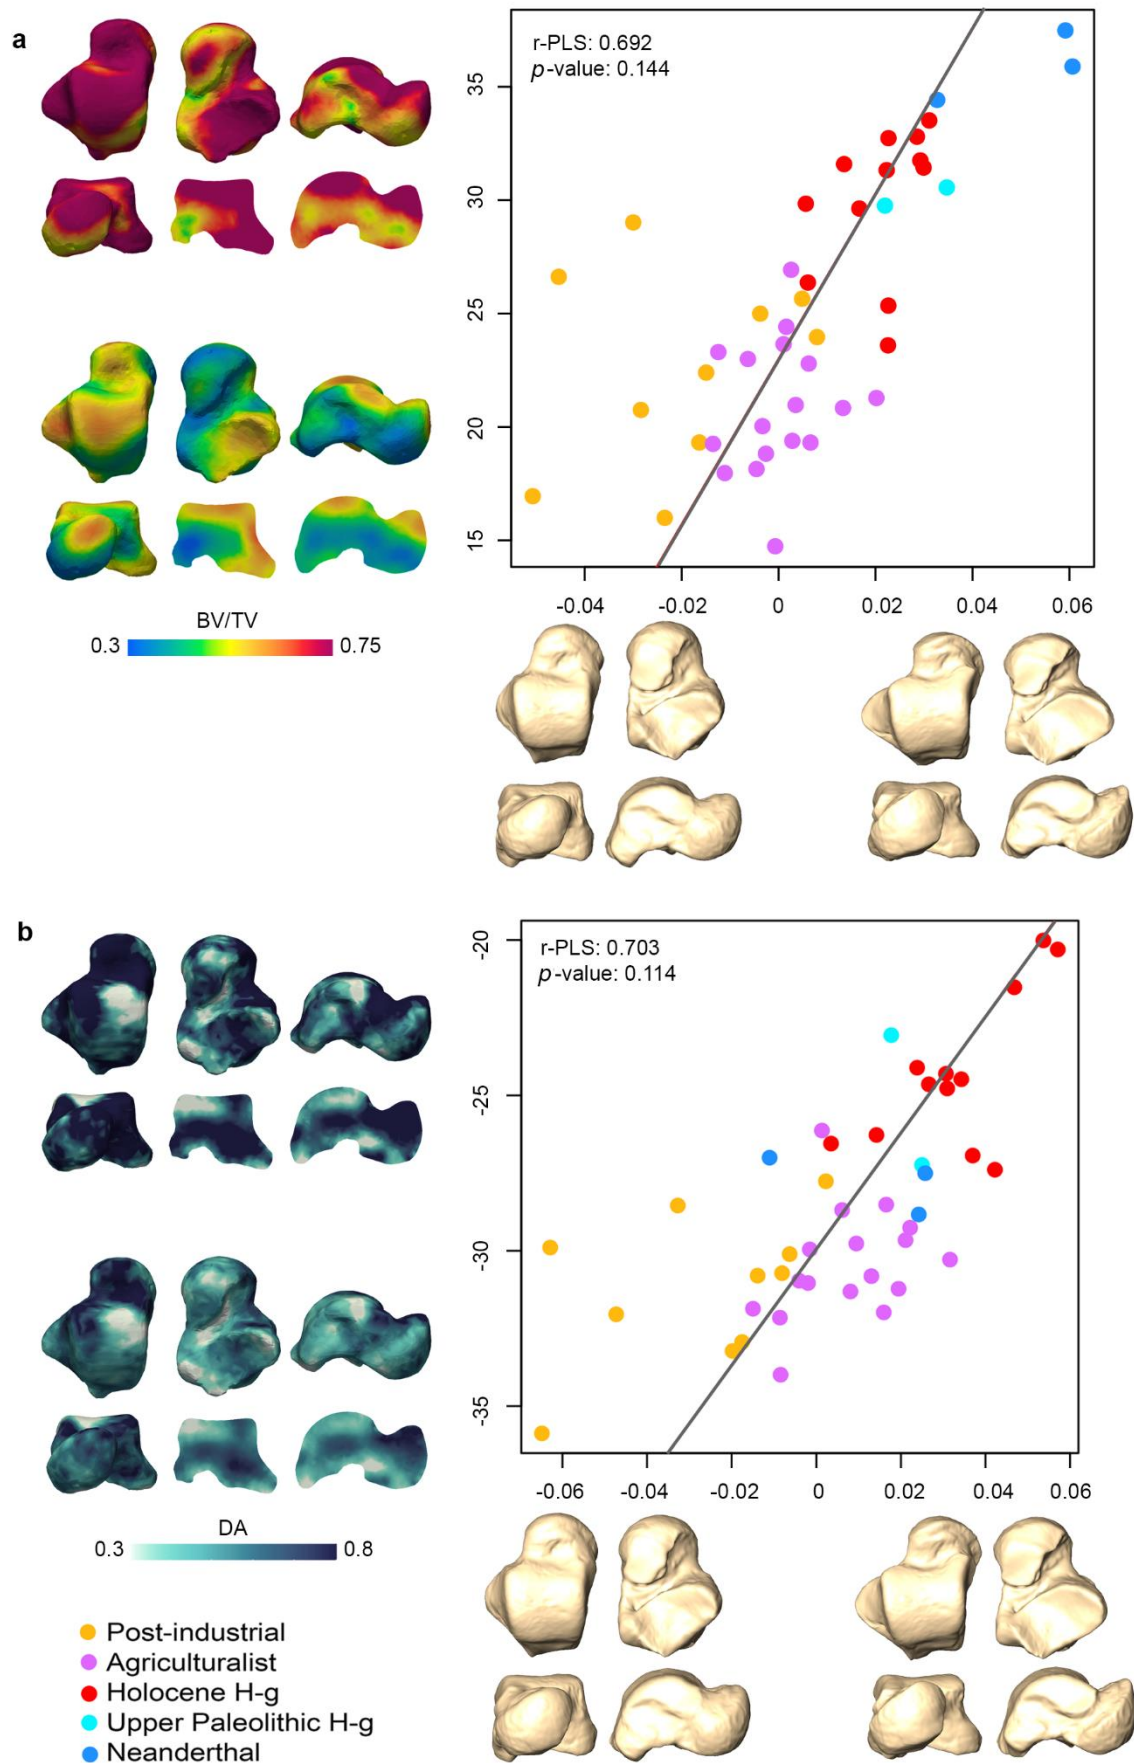 a
r-PLS: 0.692
p-value: 0.144
35
30
25
20
15
-0.04 -0.02 0 0.02 0.04 0.06
BV/TV
0.3 0.75
b
r-PLS: 0.703
p-value: 0.114
-20
-25
-30
-35
-0.06 -0.04 -0.02 0 0.02 0.04 0.06
DA
0.3 0.8
Post-industrial
Agriculturalist
Holocene H-g
Upper Paleolithic H-g
Neanderthal